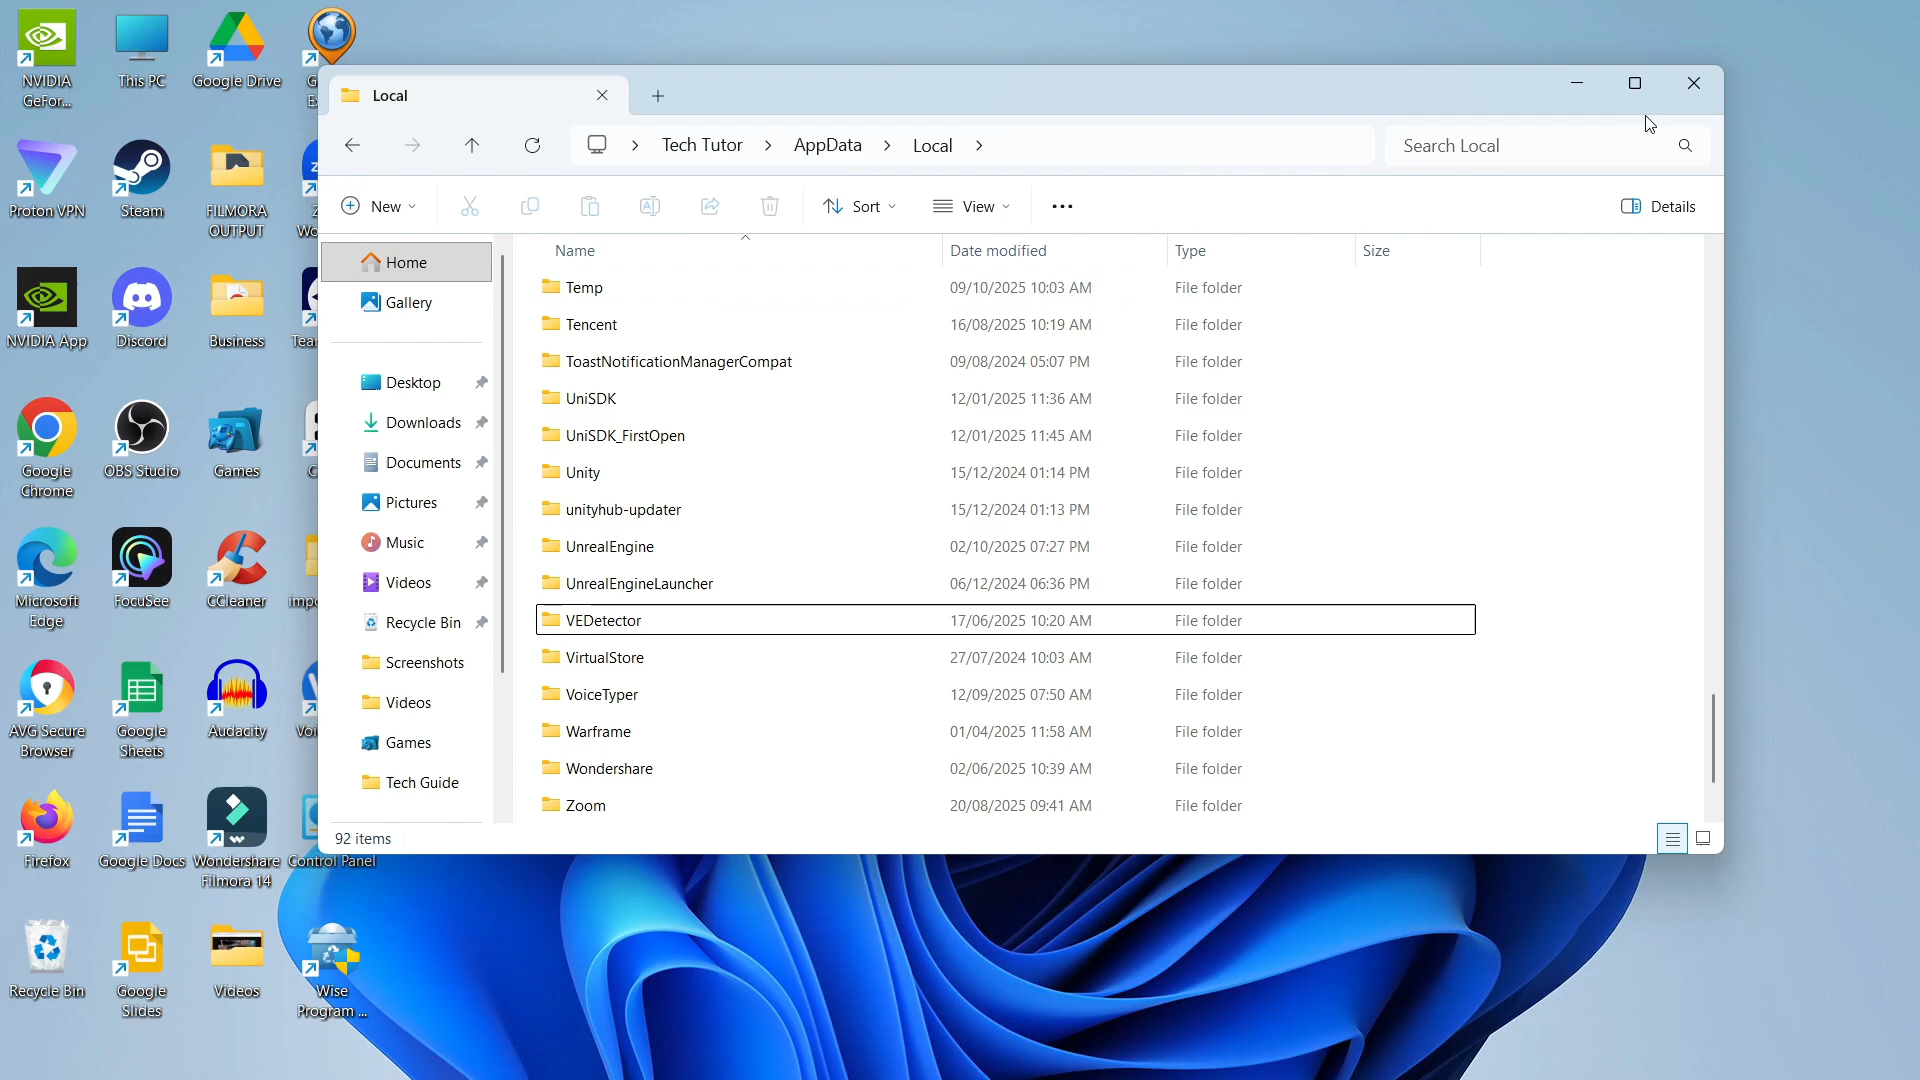 NVIDIA
GeFor...
This PC
Google Drive
Proton VPN
Steam
FILMORA
OUTPUT
NVIDIA App
Discord
Business
Google
Chrome
OBS Studio
Games
Microsoft
Edge
FocuSee
CCleaner
AVG Secure
Browser
Google
Sheets
Audacity
Firefox
Google Docs
Wondershare
Filmora 14
Control Panel
Recycle Bin
Google
Slides
Videos
Wise
Program ...
Local
Tech Tutor > AppData > Local >
Search Local
New
Sort
View
Details
Home
Gallery
Desktop
Downloads
Documents
Pictures
Music
Videos
Recycle Bin
Screenshots
Videos
Games
Tech Guide
Name Date modified Type Size
Temp 09/10/2025 10:03 AM File folder
Tencent 16/08/2025 10:19 AM File folder
ToastNotificationManagerCompat 09/08/2024 05:07 PM File folder
UniSDK 12/01/2025 11:36 AM File folder
UniSDK_FirstOpen 12/01/2025 11:45 AM File folder
Unity 15/12/2024 01:14 PM File folder
unityhub-updater 15/12/2024 01:13 PM File folder
UnrealEngine 02/10/2025 07:27 PM File folder
UnrealEngineLauncher 06/12/2024 06:36 PM File folder
VEDetector 17/06/2025 10:20 AM File folder
VirtualStore 27/07/2024 10:03 AM File folder
VoiceTyper 12/09/2025 07:50 AM File folder
Warframe 01/04/2025 11:58 AM File folder
Wondershare 02/06/2025 10:39 AM File folder
Zoom 20/08/2025 09:41 AM File folder
92 items